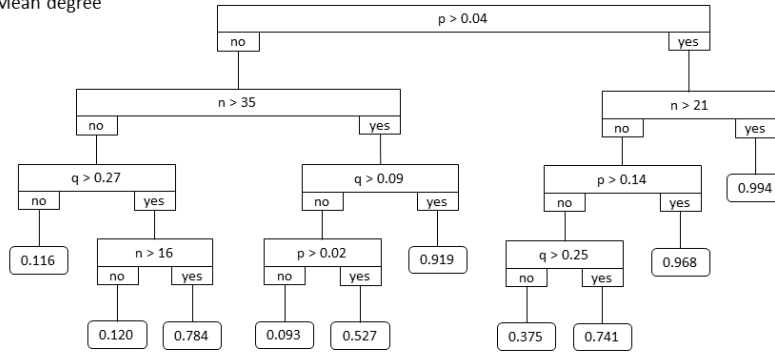 Mean degree
p > 0.04
no yes
n > 35 n > 21
no yes no yes
q > 0.27 q > 0.09 p > 0.14 0.994
no yes no yes no yes
0.116 n > 16 p > 0.02 0.919 q > 0.25 0.968
no yes no yes no yes
0.120 0.784 0.093 0.527 0.375 0.741